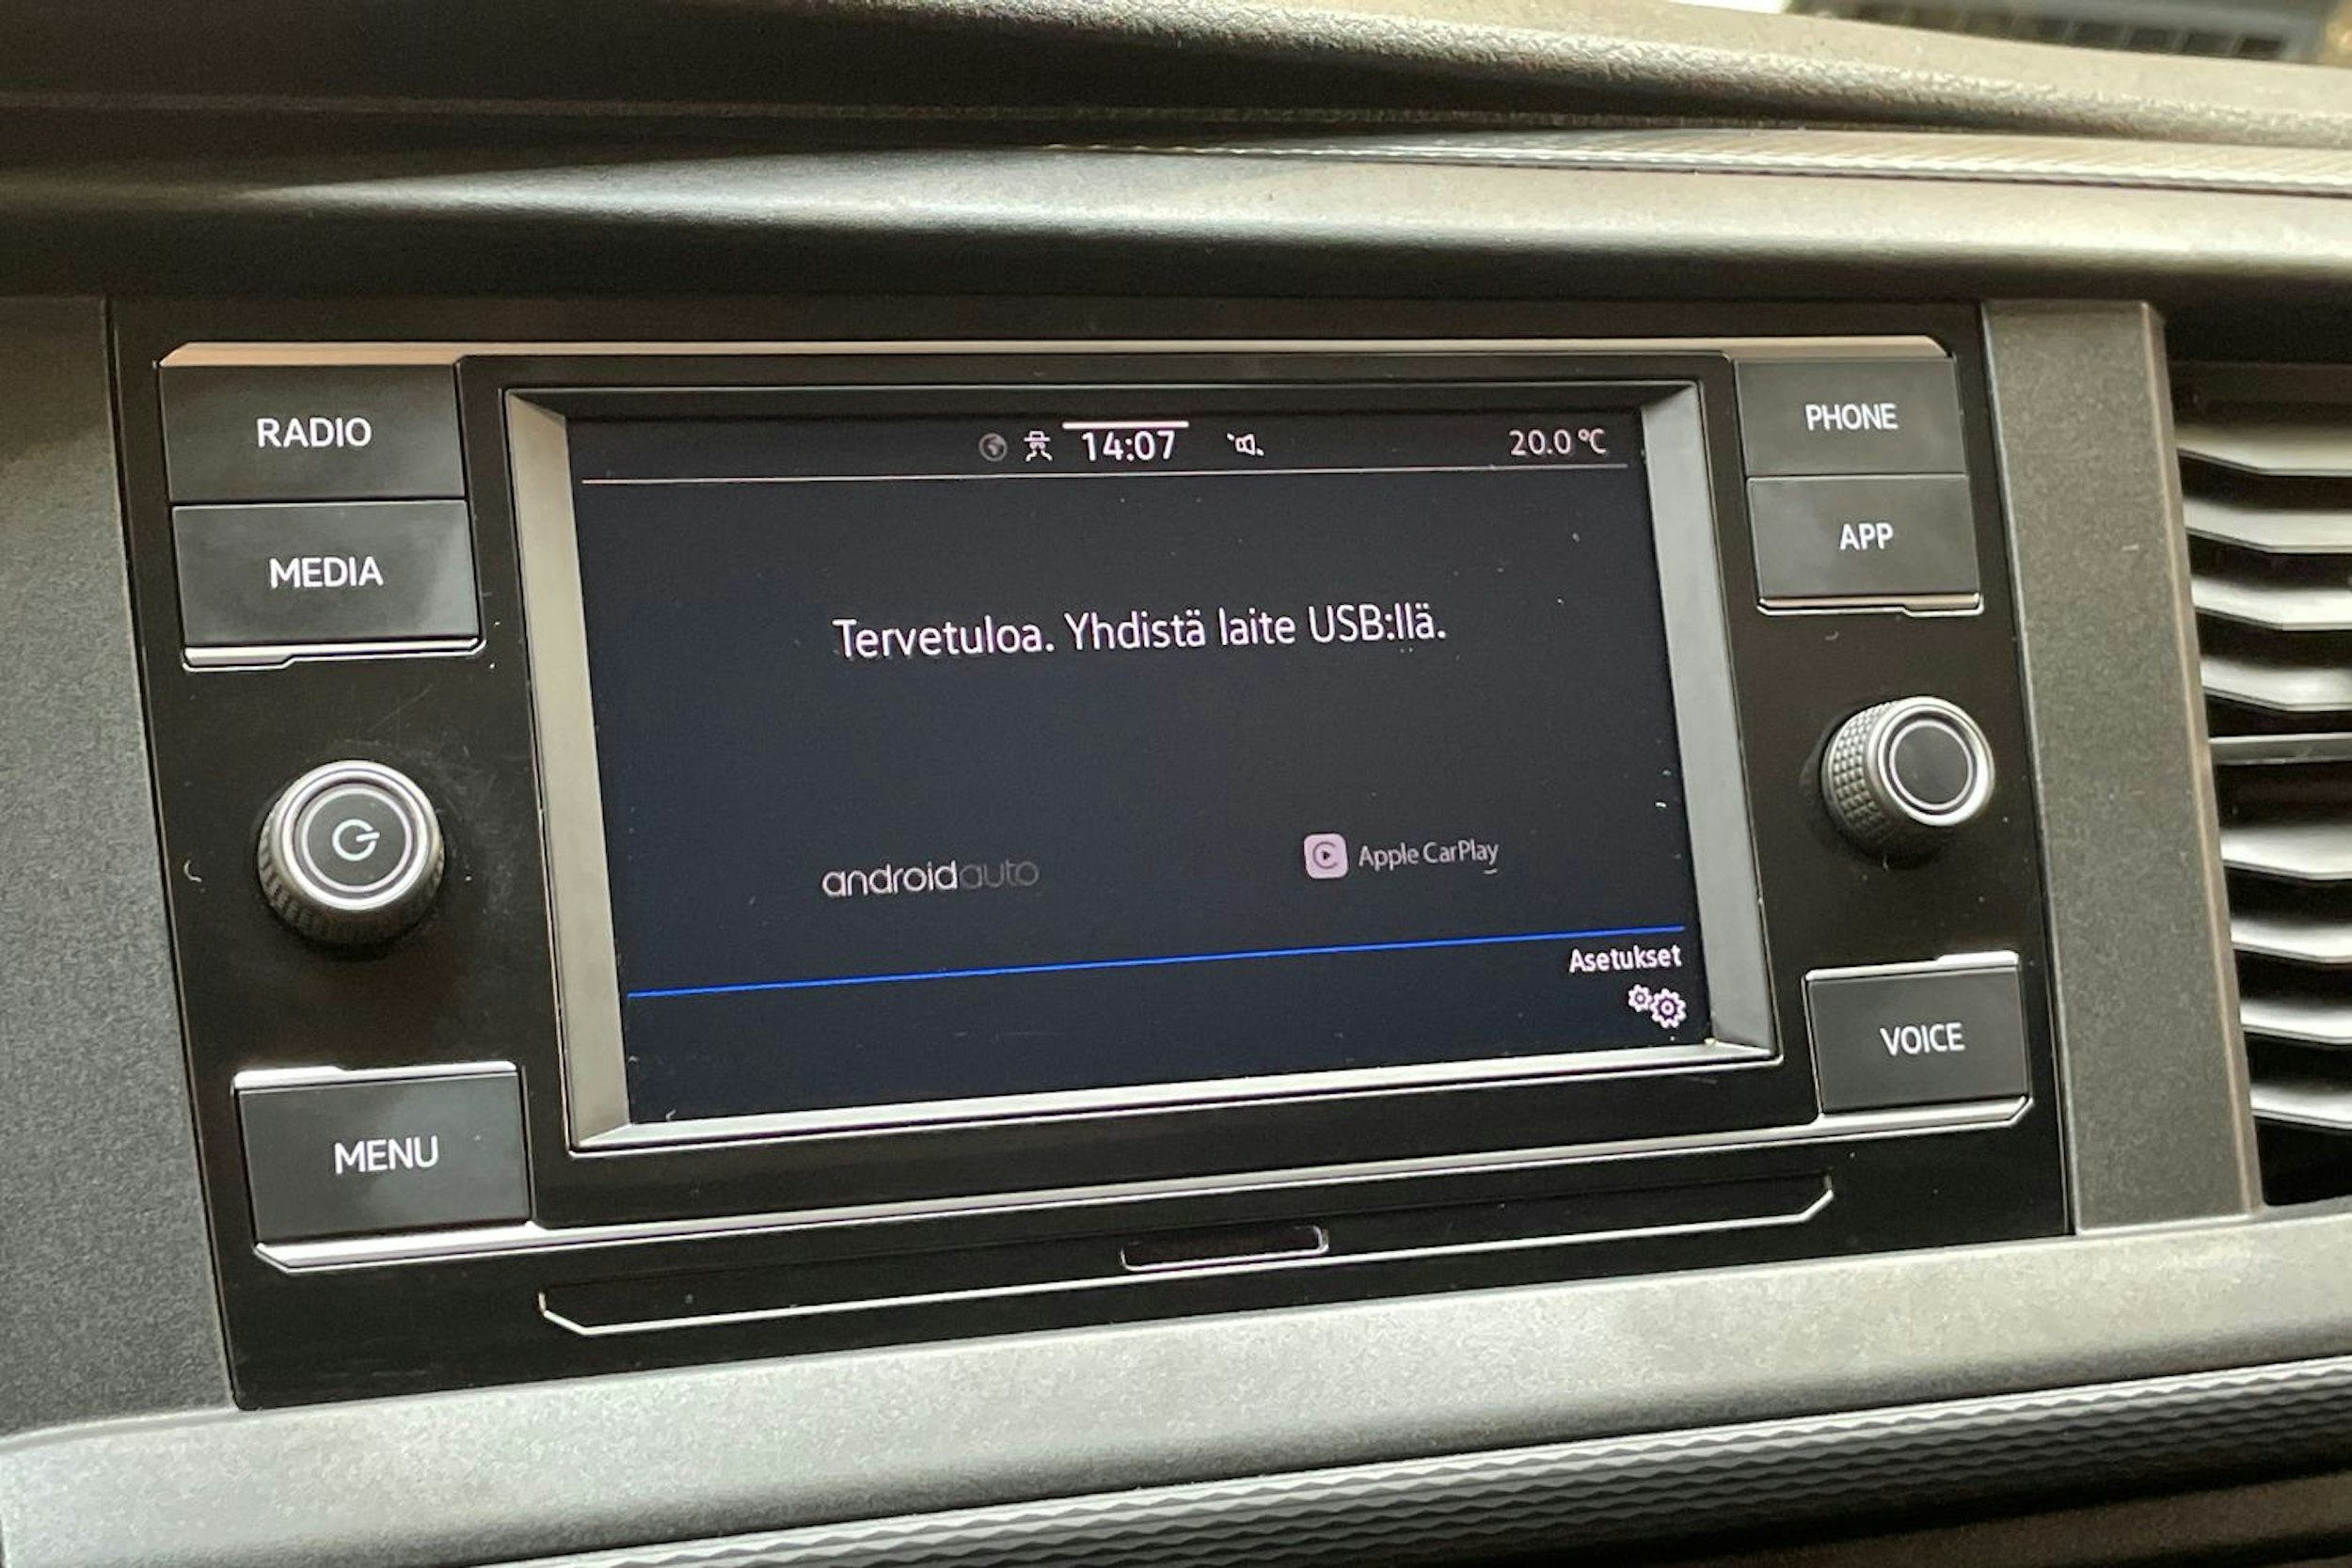 RADIO
MEDIA
MENU
14:07
20.0 °C
Tervetuloa. Yhdistä laite USB:llä.
androidauto
Apple CarPlay
Asetukset
PHONE
APP
VOICE